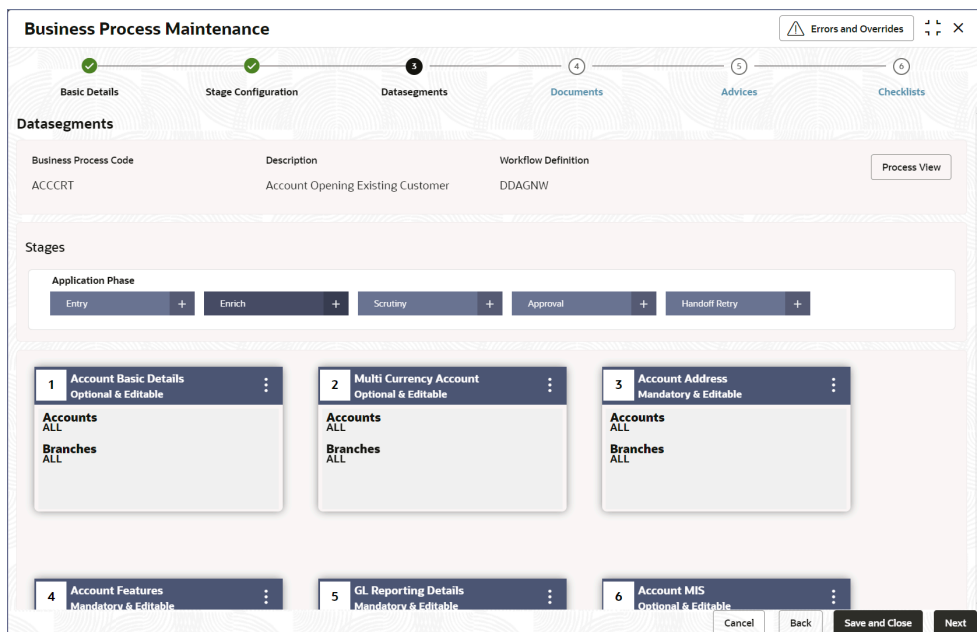 Business Process Maintenance
Errors and Overrides
3
4
5
6
Basic Details
Stage Configuration
Datasegments
Documents
Advices
Checklists
Datasegments
Business Process Code
Description
Workflow Definition
Process View
ACCCRT
Account Opening Existing Customer
DDAGNW
Stages
Application Phase
Entry +
Enrich +
Scrutiny +
Approval +
Handoff Retry +
1
Account Basic Details
Optional & Editable
Accounts
ALL
Branches
ALL
2
Multi Currency Account
Optional & Editable
Accounts
ALL
Branches
ALL
3
Account Address
Mandatory & Editable
Accounts
ALL
Branches
ALL
4
Account Features
Mandatory & Editable
5
GL Reporting Details
Mandatory & Editable
6
Account MIS
Optional & Editable
Cancel
Back
Save and Close
Next